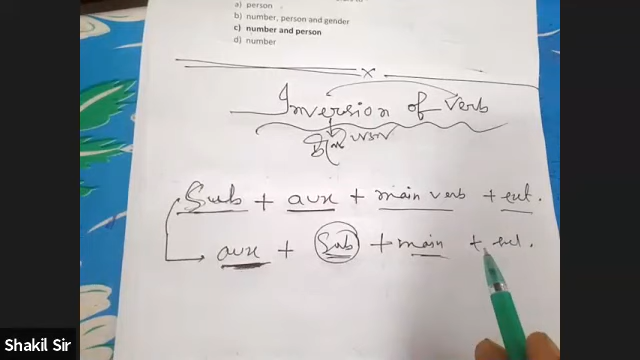 a) person
b) number, person and gender
c) number and person
d) number
x
Inversion of verb
Sub + aux + main verb + ext.
aux + Sub + main + ext.
Shakil Sir